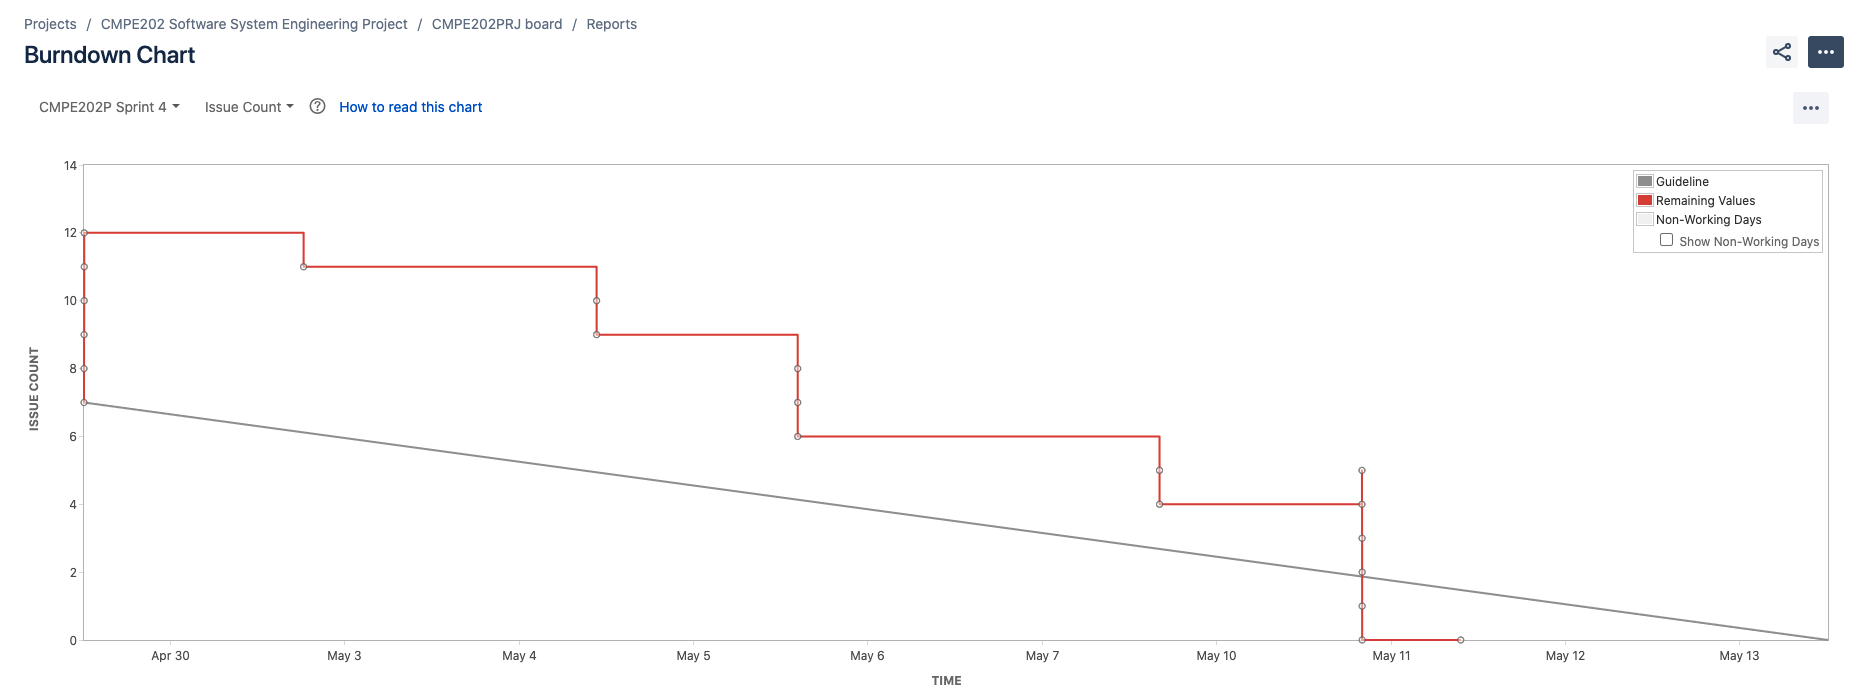 Projects / CMPE202 Software System Engineering Project / CMPE202PRJ board / Reports
Burndown Chart
CMPE202P Sprint 4 Issue Count ? How to read this chart
Guideline
Remaining Values
Non-Working Days
Show Non-Working Days
ISSUE COUNT
14
12
10
8
6
4
2
0
Apr 30 May 3 May 4 May 5 May 6 May 7 May 10 May 11 May 12 May 13
TIME